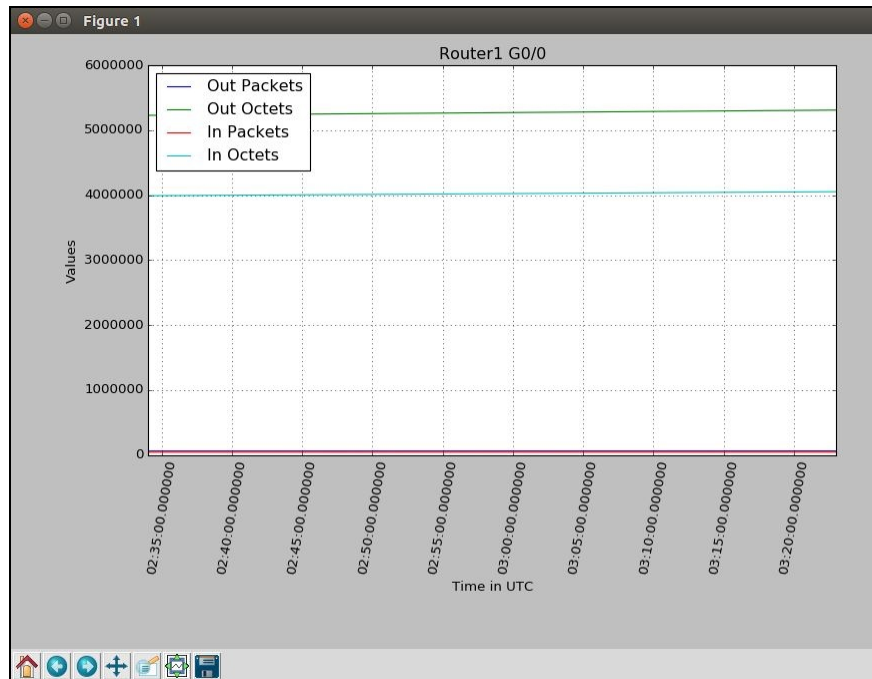 Figure 1
Router1 G0/0
Out Packets
Out Octets
In Packets
In Octets
6000000
5000000
4000000
3000000
2000000
1000000
0
Values
02:35:00.000000
02:40:00.000000
02:45:00.000000
02:50:00.000000
02:55:00.000000
03:00:00.000000
03:05:00.000000
03:10:00.000000
03:15:00.000000
03:20:00.000000
Time in UTC